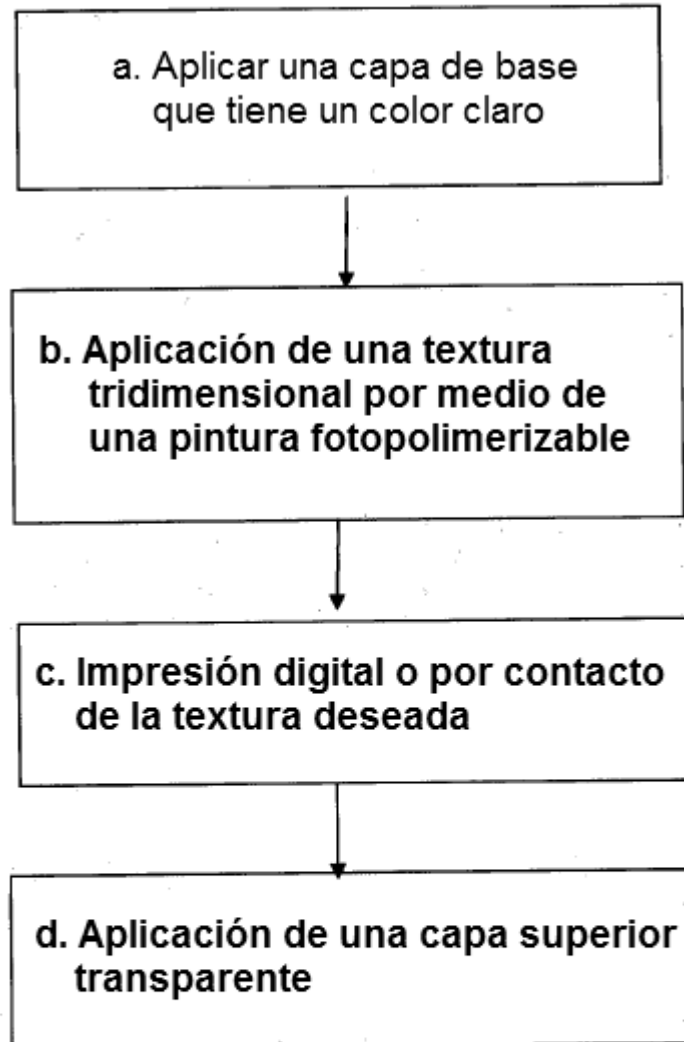 a. Aplicar una capa de base
que tiene un color claro
b. Aplicación de una textura
tridimensional por medio de
una pintura fotopolimerizable
c. Impresión digital o por contacto
de la textura deseada
d. Aplicación de una capa superior
transparente